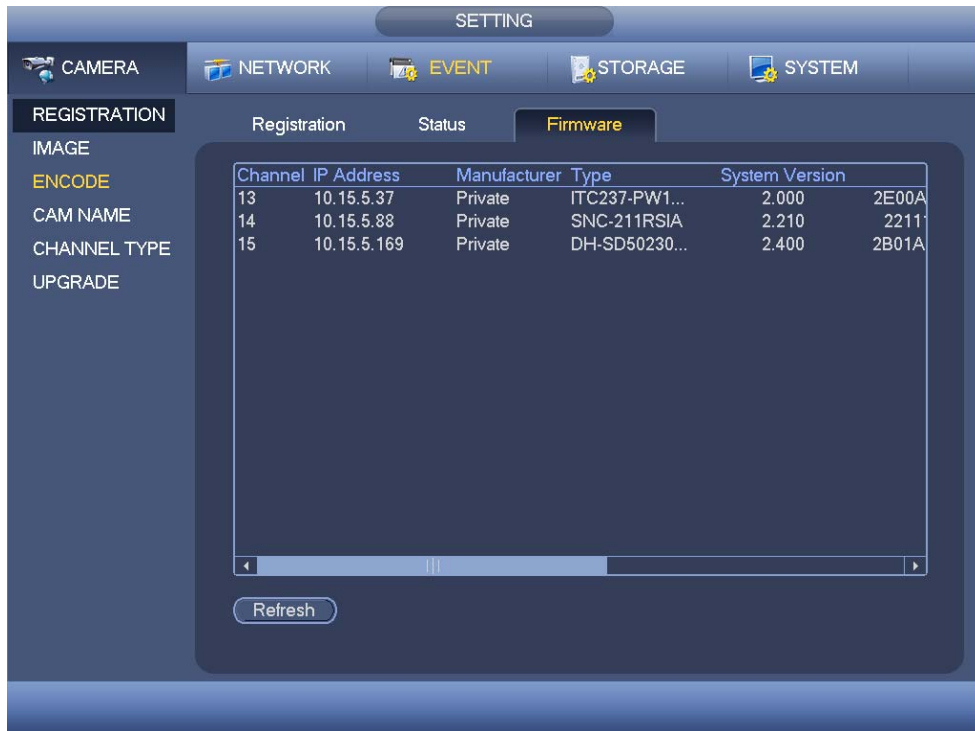 SETTING
CAMERA NETWORK EVENT STORAGE SYSTEM
REGISTRATION
IMAGE
ENCODE
CAM NAME
CHANNEL TYPE
UPGRADE
Registration Status Firmware
Channel IP Address Manufacturer Type System Version
13 10.15.5.37 Private ITC237-PW1... 2.000 2E00A
14 10.15.5.88 Private SNC-211RSIA 2.210 2211
15 10.15.5.169 Private DH-SD50230... 2.400 2B01A
Refresh